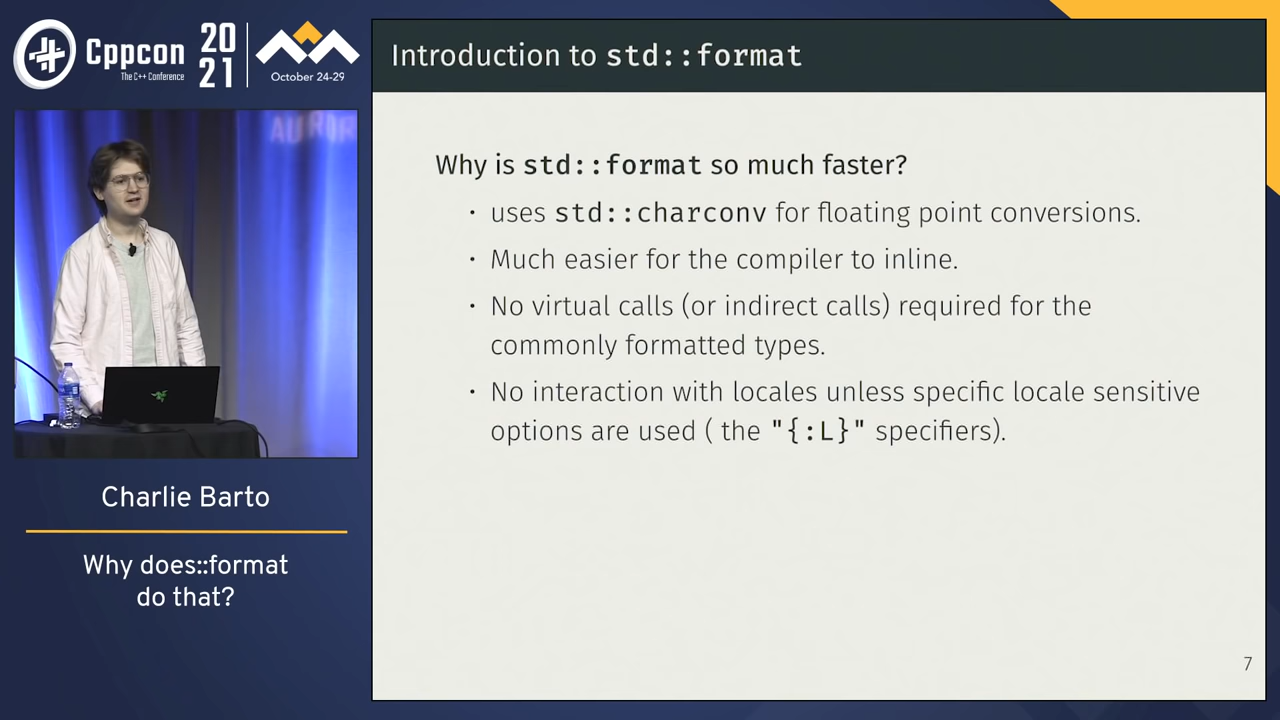 Cppcon
The C++ Conference
20
21
October 24-29
AUROR
Charlie Barto
Why does::format
do that?
Introduction to std::format
Why is std::format so much faster?
· uses std::charconv for floating point conversions.
· Much easier for the compiler to inline.
· No virtual calls (or indirect calls) required for the
commonly formatted types.
· No interaction with locales unless specific locale sensitive
options are used ( the "{:L}" specifiers).
7